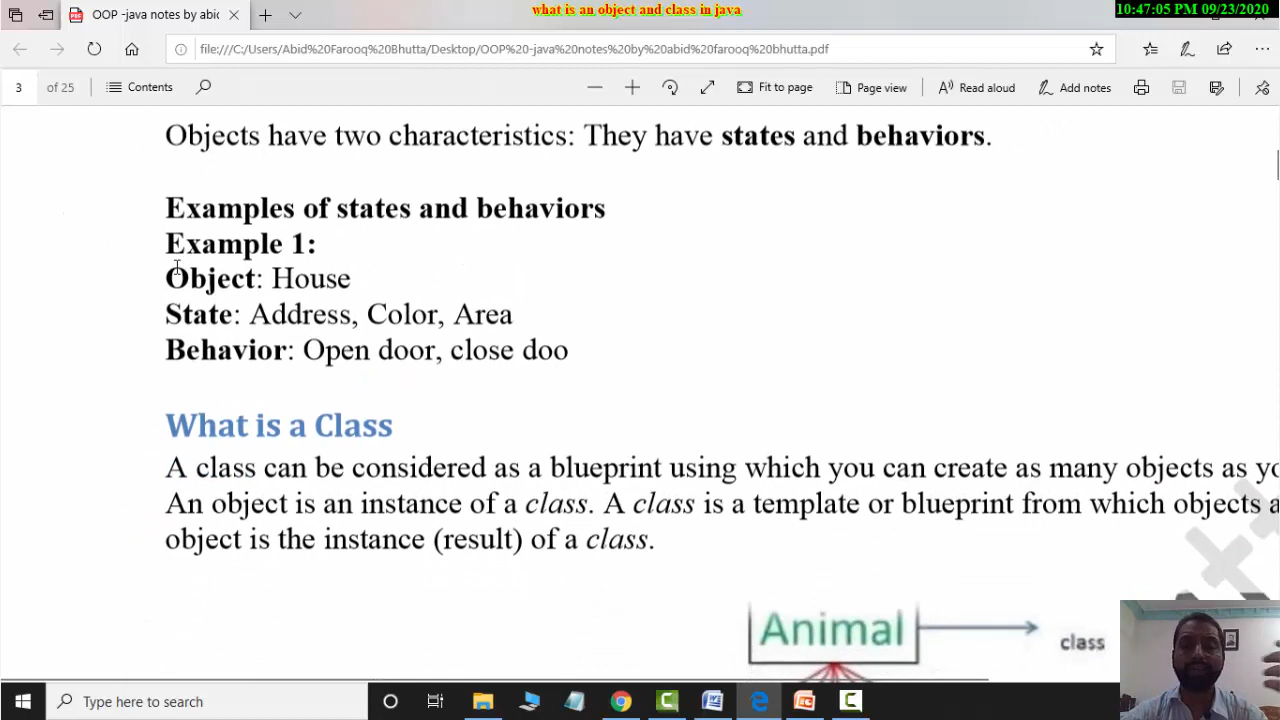 what is an object and class in java
10:47:05 PM 09/23/2020
OOP -java notes by abid
file:///C:/Users/Abid%20Farooq%20Bhutta/Desktop/OOP%20-java%20notes%20by%20abid%20farooq%20bhutta.pdf
3 of 25 Contents Fit to page Page view Read aloud Add notes
Objects have two characteristics: They have states and behaviors.
Examples of states and behaviors
Example 1:
Object: House
State: Address, Color, Area
Behavior: Open door, close doo
What is a Class
A class can be considered as a blueprint using which you can create as many objects as yo
An object is an instance of a class. A class is a template or blueprint from which objects a
object is the instance (result) of a class.
Animal
class
Type here to search